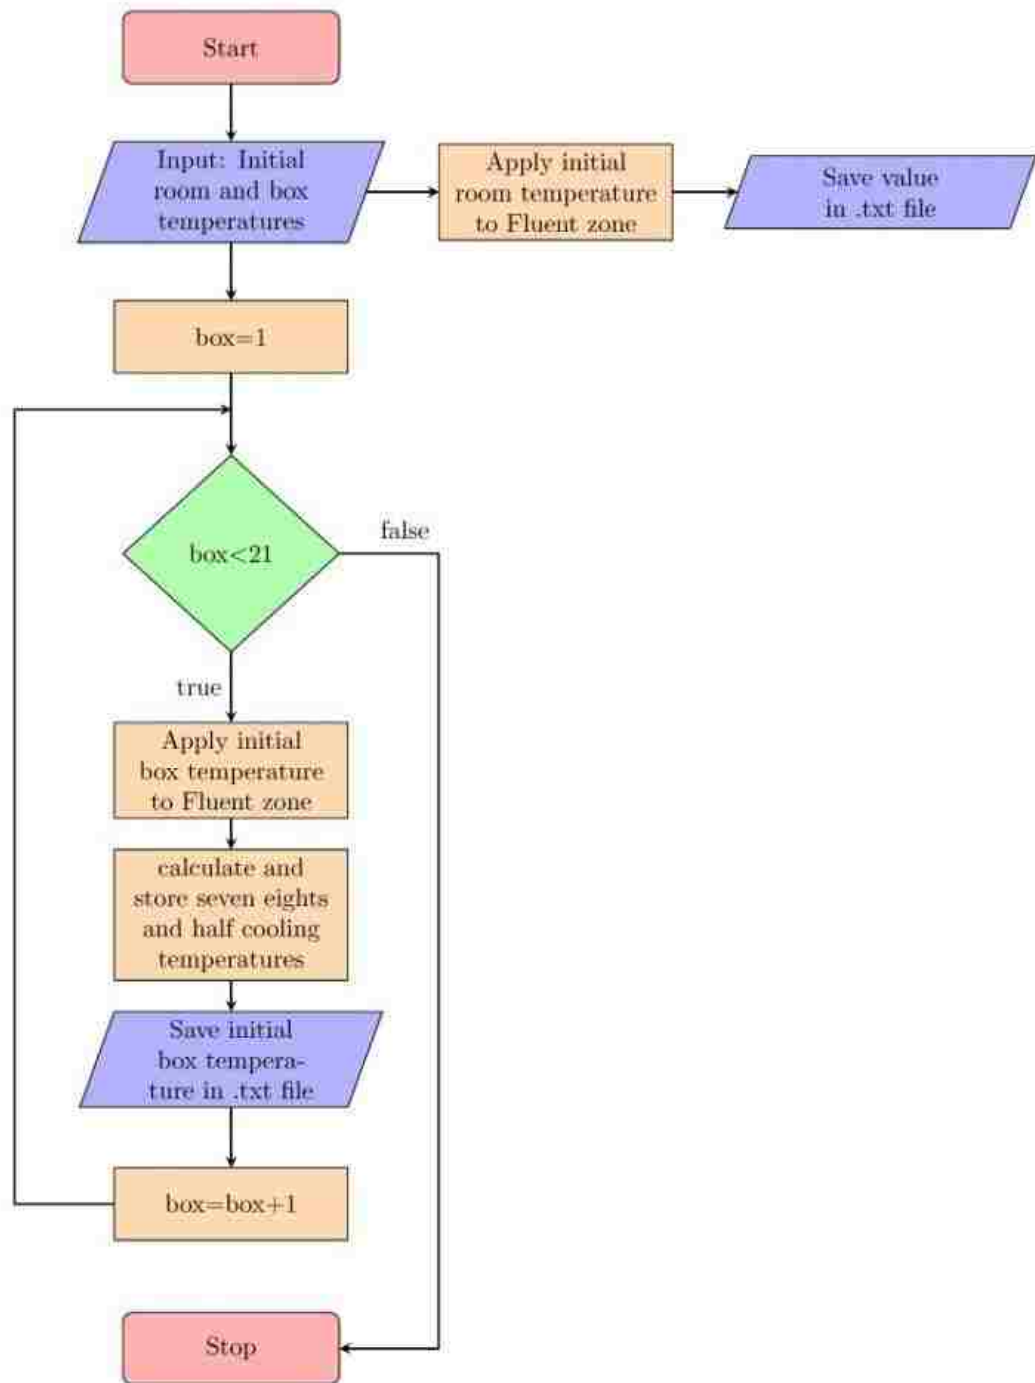 Start
Input: Initial
room and box
temperatures
Apply initial
room temperature
to Fluent zone
Save value
in .txt file
box=1
box<21
false
true
Apply initial
box temperature
to Fluent zone
calculate and
store seven eights
and half cooling
temperatures
Save initial
box tempera-
ture in .txt file
box=box+1
Stop